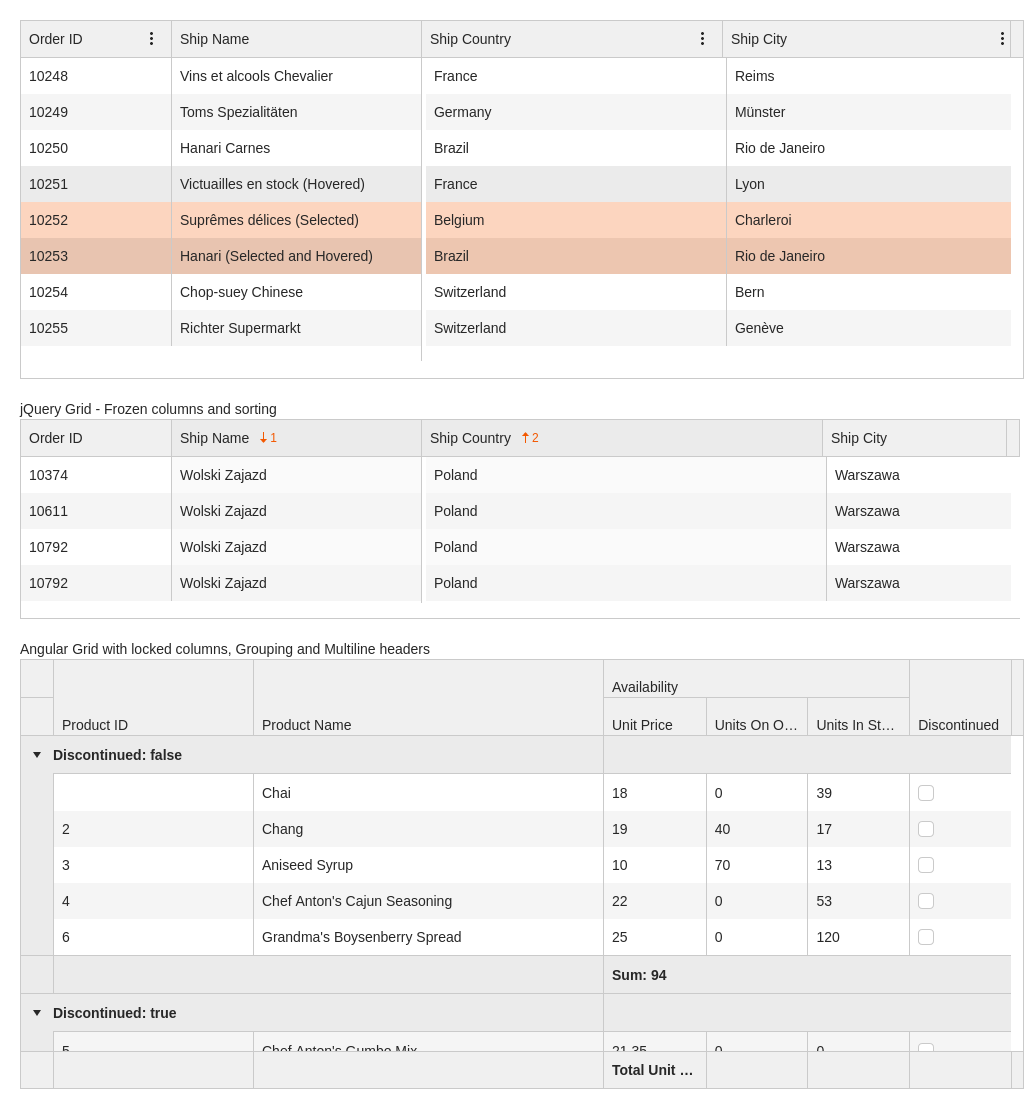 Order ID Ship Name Ship Country Ship City
10248 Vins et alcools Chevalier France Reims
10249 Toms Spezialitäten Germany Münster
10250 Hanari Carnes Brazil Rio de Janeiro
10251 Victuailles en stock (Hovered) France Lyon
10252 Suprêmes délices (Selected) Belgium Charleroi
10253 Hanari (Selected and Hovered) Brazil Rio de Janeiro
10254 Chop-suey Chinese Switzerland Bern
10255 Richter Supermarkt Switzerland Genève
jQuery Grid - Frozen columns and sorting
Order ID Ship Name 1 Ship Country 2 Ship City
10374 Wolski Zajazd Poland Warszawa
10611 Wolski Zajazd Poland Warszawa
10792 Wolski Zajazd Poland Warszawa
10792 Wolski Zajazd Poland Warszawa
Angular Grid with locked columns, Grouping and Multiline headers
Availability
Product ID Product Name Unit Price Units On O… Units In St… Discontinued
Discontinued: false
Chai 18 0 39
2 Chang 19 40 17
3 Aniseed Syrup 10 70 13
4 Chef Anton's Cajun Seasoning 22 0 53
6 Grandma's Boysenberry Spread 25 0 120
Sum: 94
Discontinued: true
5 Chef Anton's Gumbo Mix 21.35 0 0
Total Unit …